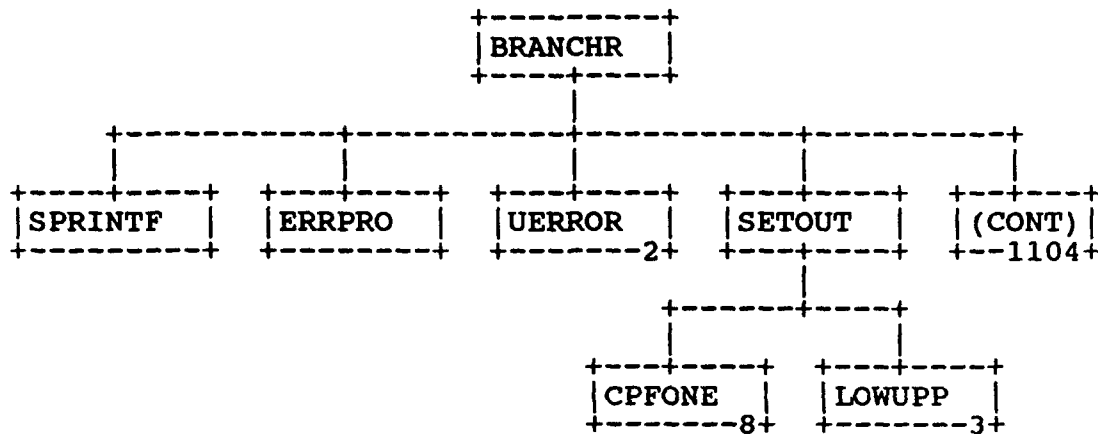 BRANCHR
SPRINTF ERRPRO UERROR SETOUT (CONT)
2 1104
CPFONE LOWUPP
8 3